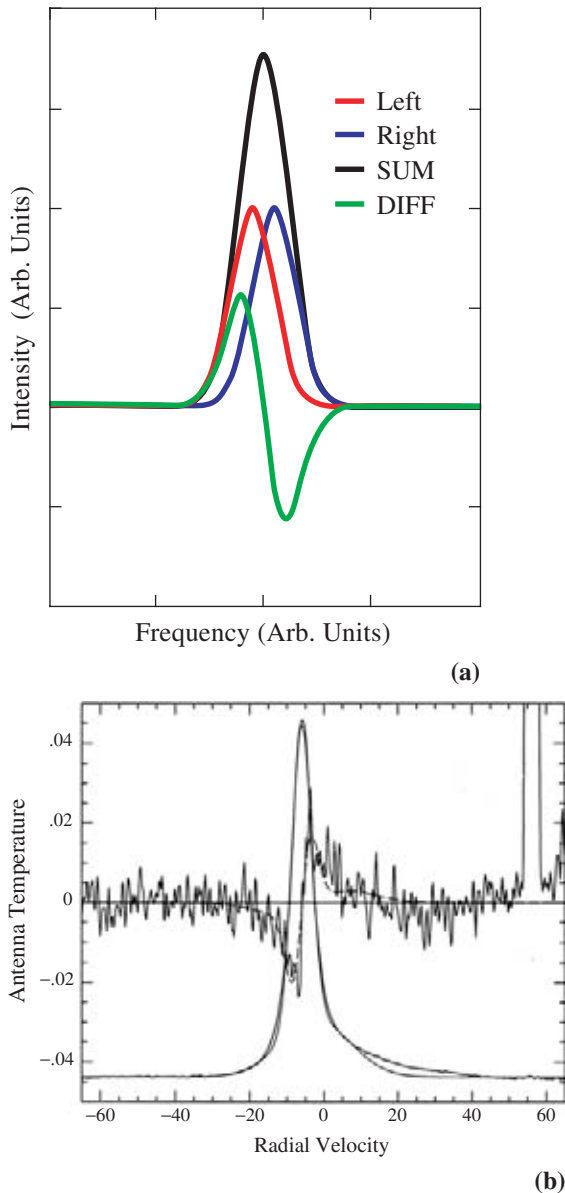 Left
Right
SUM
DIFF
Intensity (Arb. Units)
Frequency (Arb. Units)
(a)
.04
.02
0
−.02
−.04
Antenna Temperature
−60 −40 −20 0 20 40 60
Radial Velocity
(b)